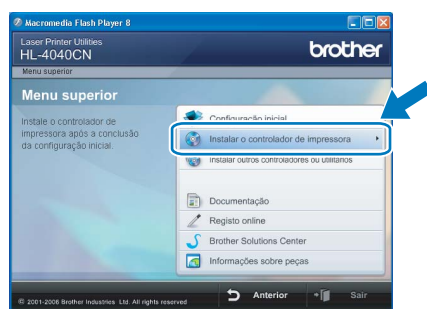 Macromedia Flash Player 8
Laser Printer Utilities
HL-4040CN
brother
Menu superior
Menu superior
Instale o controlador de
impressora após a conclusão
da configuração inicial.
Configuração inicial
Instalar o controlador de impressora
Instalar outros controladores ou utilitários
Documentação
Registo online
Brother Solutions Center
Informações sobre peças
© 2001-2006 Brother Industries Ltd. All rights reserved
Anterior
Sair